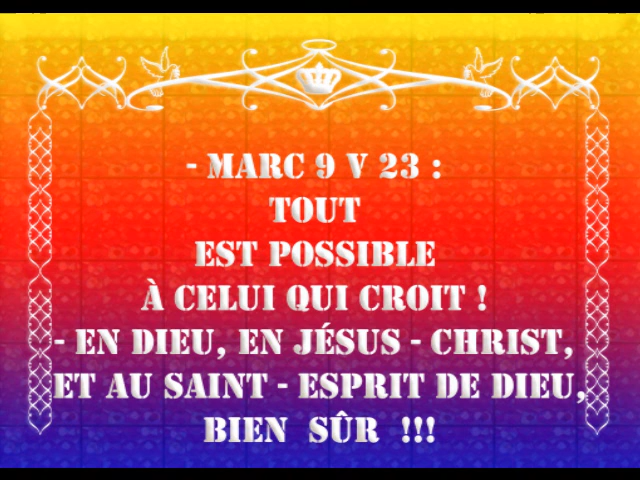 - MARC 9 V 23 :
TOUT
EST POSSIBLE
À CELUI QUI CROIT !
- EN DIEU, EN JÉSUS - CHRIST,
ET AU SAINT - ESPRIT DE DIEU,
BIEN SÛR !!!